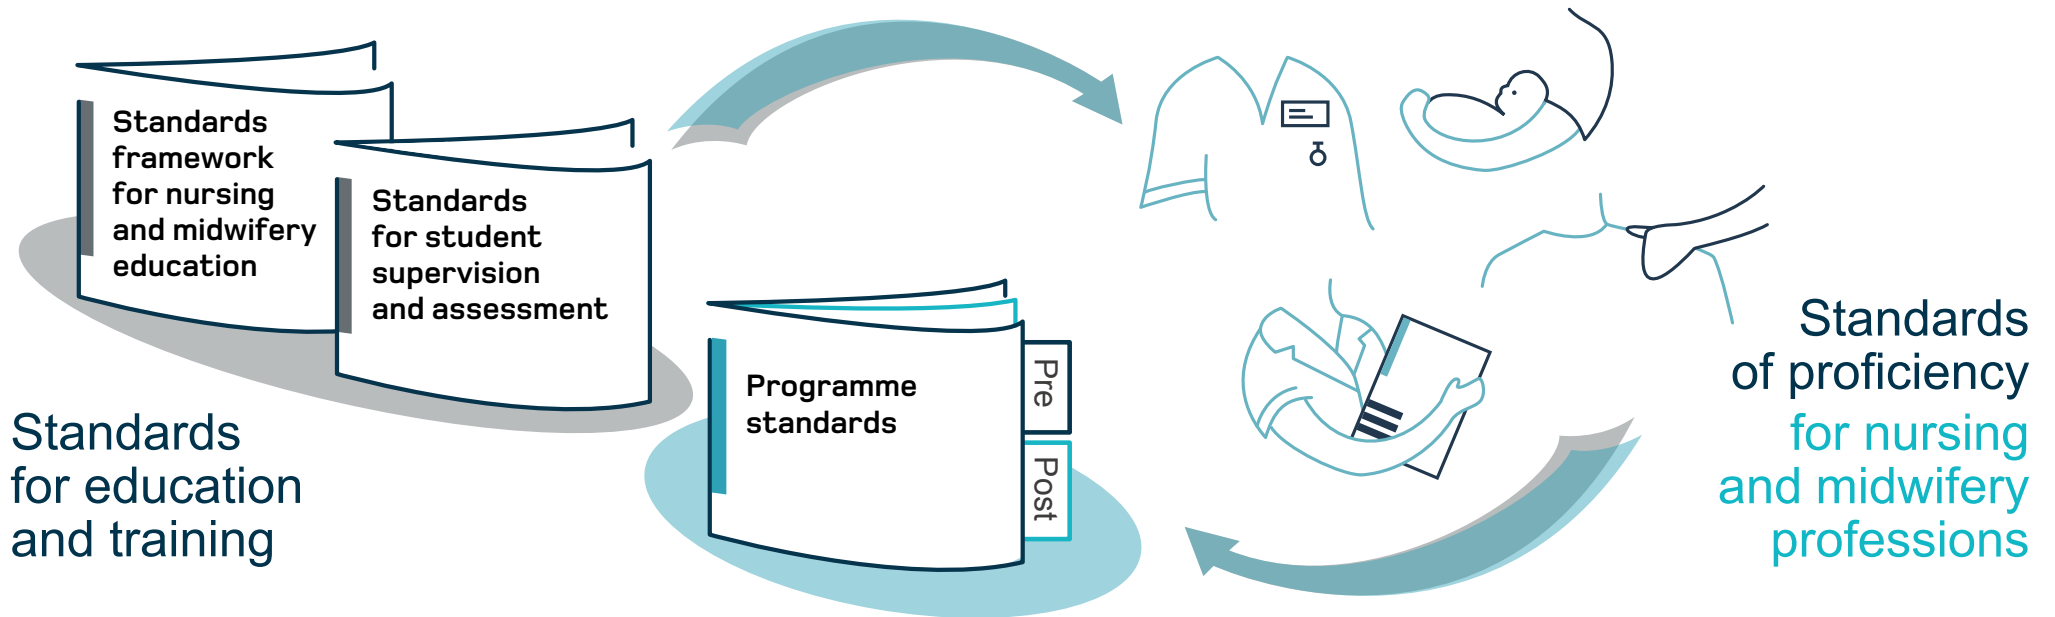 Standards
framework
for nursing
and midwifery
education
Standards
for student
supervision
and assessment
Programme
standards
Pre
Post
Standards
for education
and training
Standards
of proficiency
for nursing
and midwifery
professions